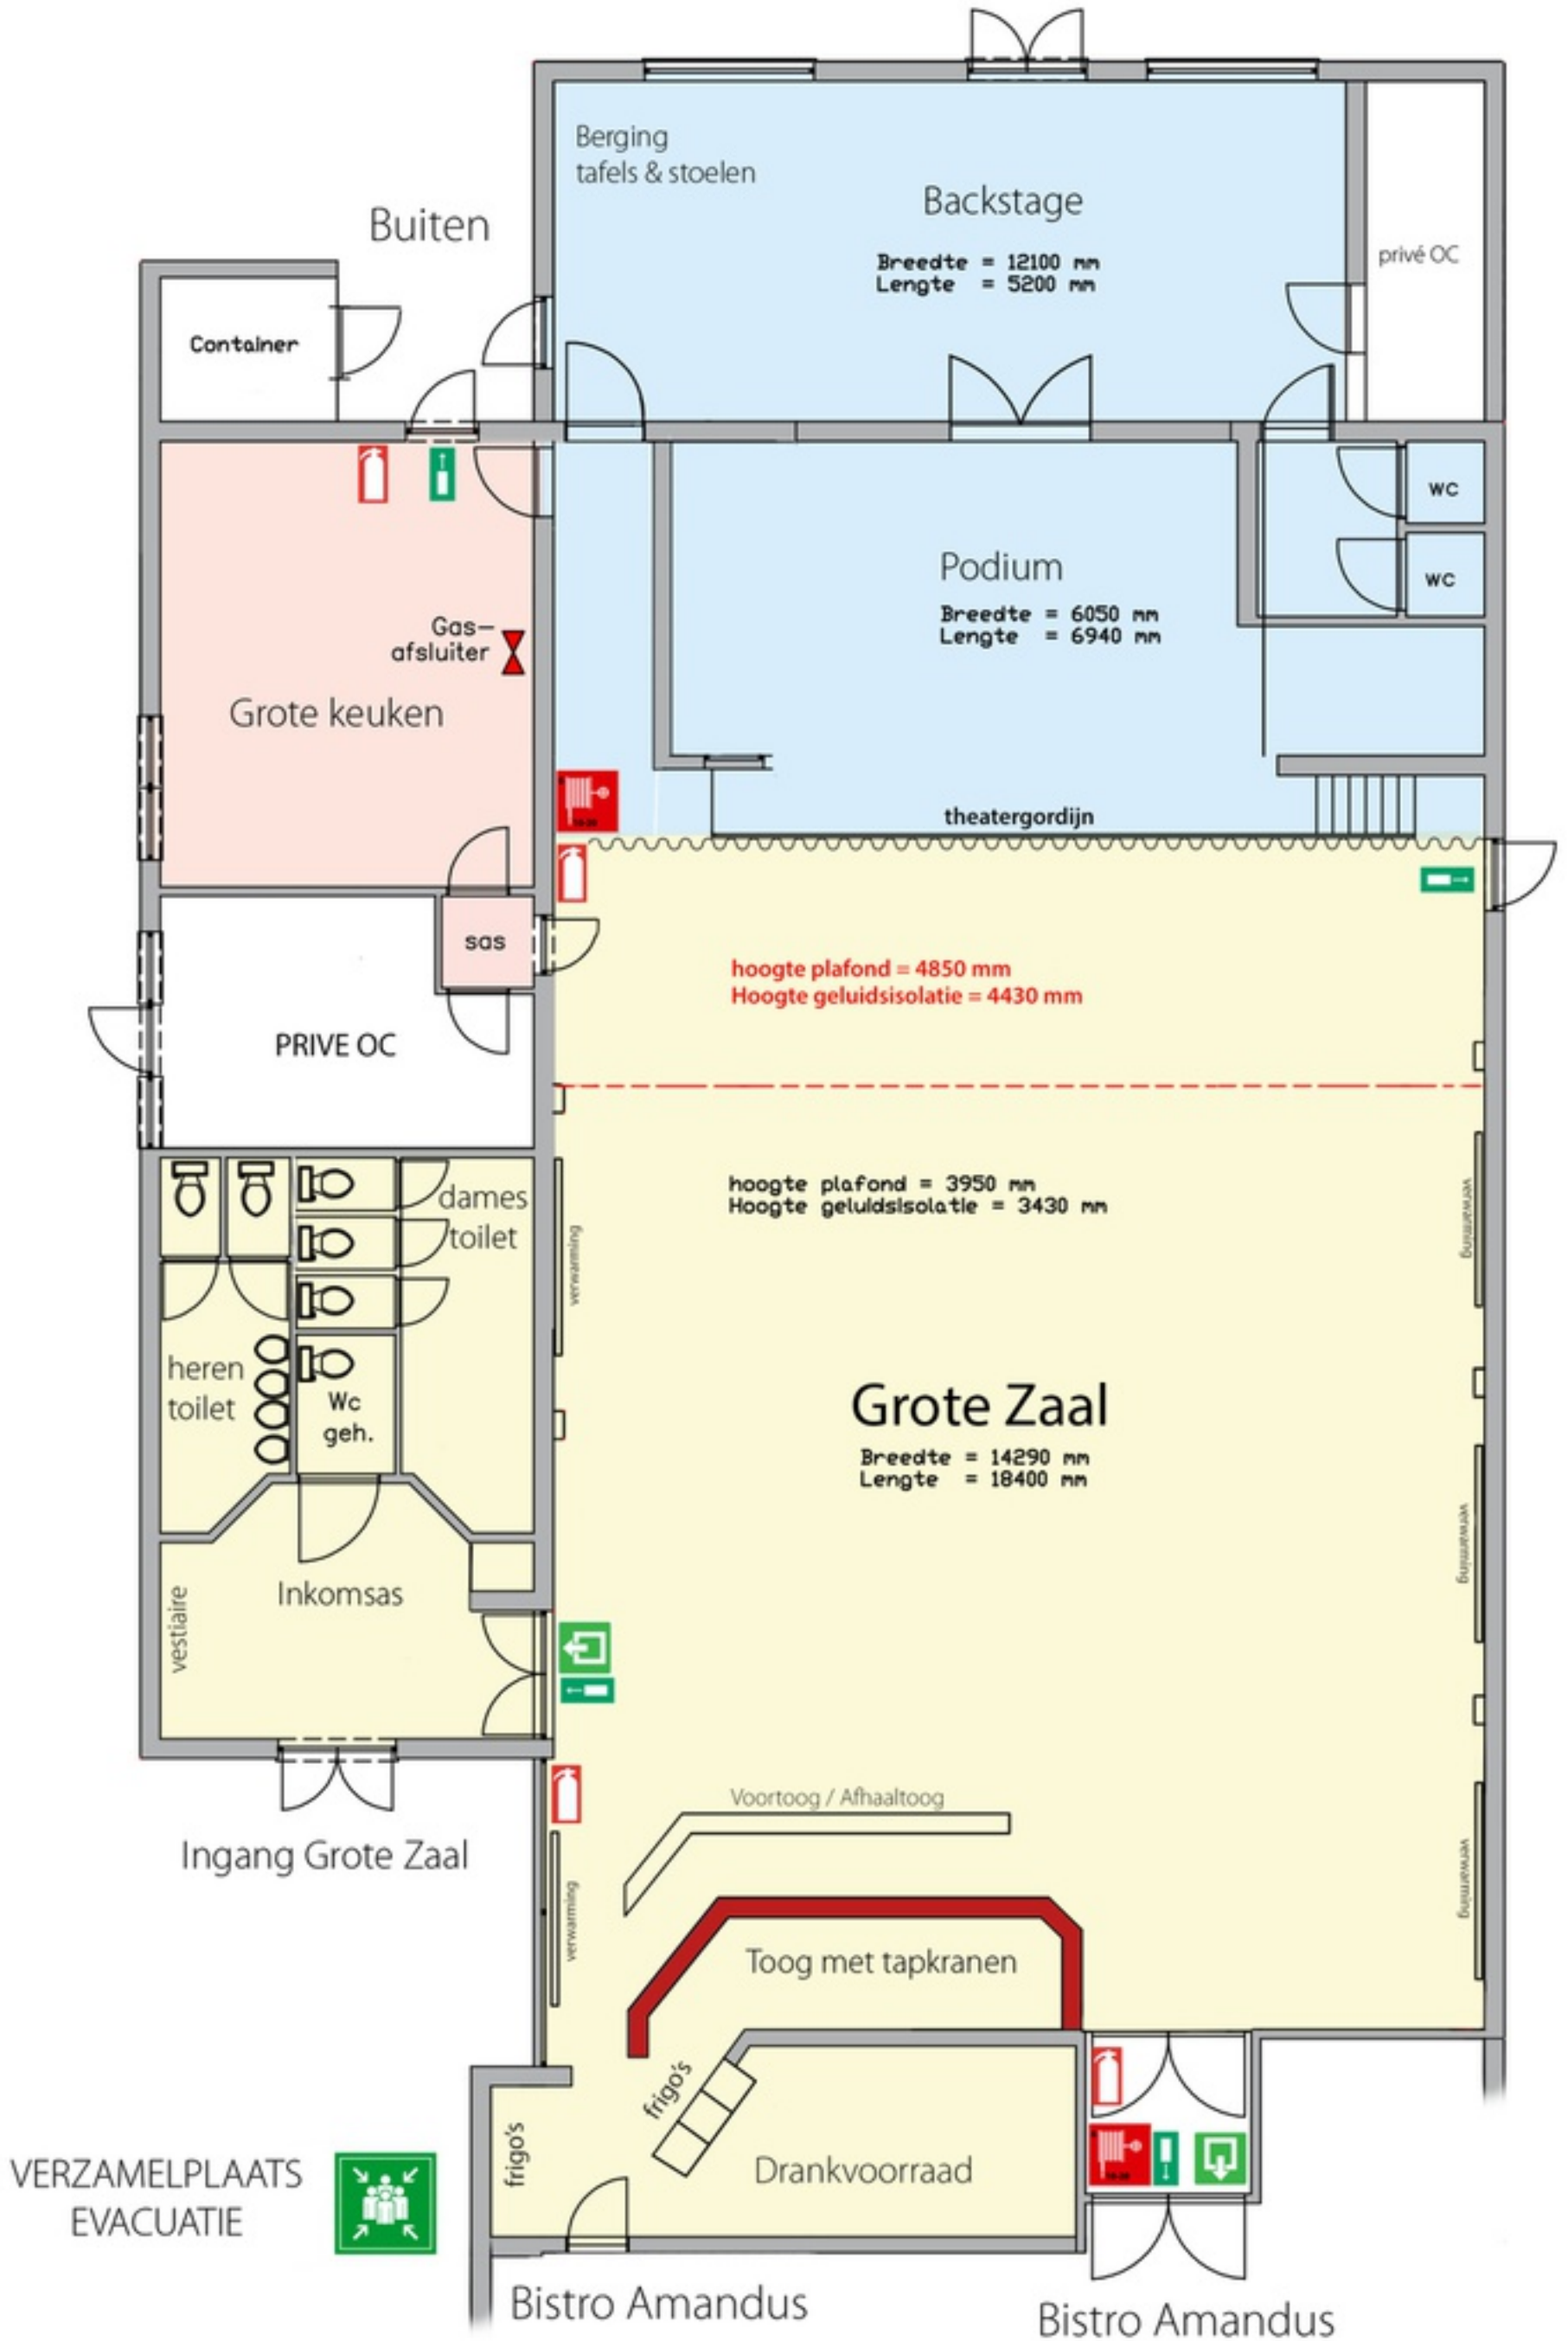 Berging
tafels & stoelen
Backstage
Breedte = 12100 mm
Lengte = 5200 mm
privé OC
Buiten
Container
wc
wc
Podium
Breedte = 6050 mm
Lengte = 6940 mm
Gas-
afsluiter
Grote keuken
theatergordijn
sas
hoogte plafond = 4850 mm
Hoogte geluidsisolatie = 4430 mm
PRIVE OC
hoogte plafond = 3950 mm
Hoogte geluidsisolatie = 3430 mm
dames
toilet
verwarming
verwarming
heren
toilet
Wc
geh.
Grote Zaal
Breedte = 14290 mm
Lengte = 18400 mm
verwarming
Inkomsas
vestiaire
Voortoog / Afhaaltoog
Ingang Grote Zaal
verwarming
verwarming
Toog met tapkranen
frigo's
frigo's
Drankvoorraad
VERZAMELPLAATS
EVACUATIE
Bistro Amandus
Bistro Amandus